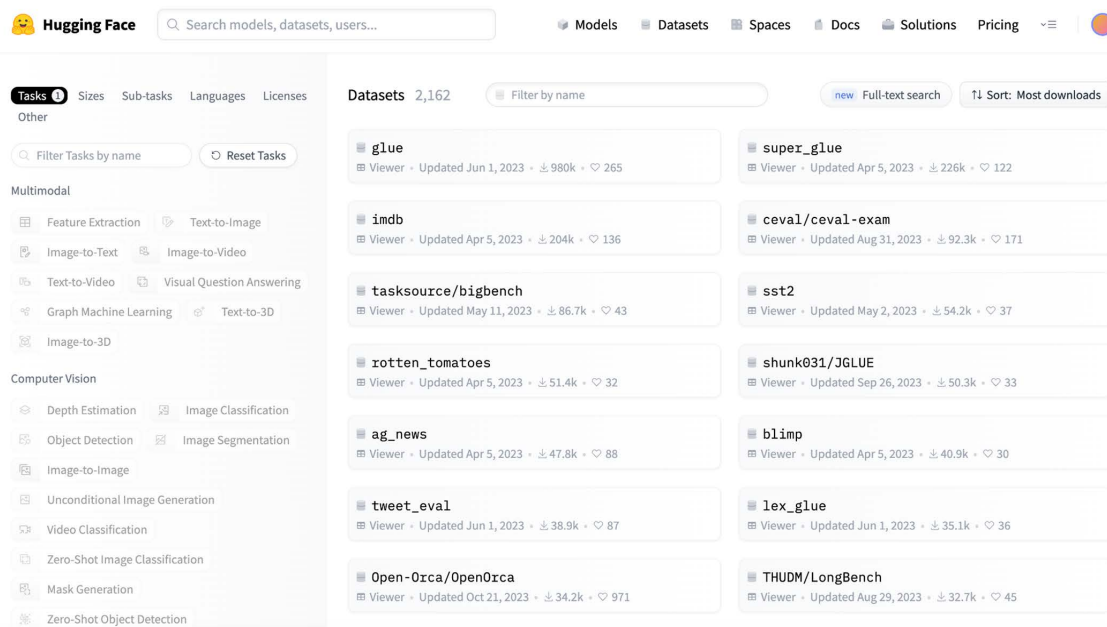 Hugging Face Search models, datasets, users... Models Datasets Spaces Docs Solutions Pricing
Tasks 1 Sizes Sub-tasks Languages Licenses
Other
Filter Tasks by name Reset Tasks
Multimodal
Feature Extraction Text-to-Image
Image-to-Text Image-to-Video
Text-to-Video Visual Question Answering
Graph Machine Learning Text-to-3D
Image-to-3D
Computer Vision
Depth Estimation Image Classification
Object Detection Image Segmentation
Image-to-Image
Unconditional Image Generation
Video Classification
Zero-Shot Image Classification
Mask Generation
Zero-Shot Object Detection
Datasets 2,162 Filter by name new Full-text search Sort: Most downloads
glue
Viewer • Updated Jun 1, 2023 • 980k • 265
super_glue
Viewer • Updated Apr 5, 2023 • 226k • 122
imdb
Viewer • Updated Apr 5, 2023 • 204k • 136
ceval/ceval-exam
Viewer • Updated Aug 31, 2023 • 92.3k • 171
tasksource/bigbench
Viewer • Updated May 11, 2023 • 86.7k • 43
sst2
Viewer • Updated May 2, 2023 • 54.2k • 37
rotten_tomatoes
Viewer • Updated Apr 5, 2023 • 51.4k • 32
shunk031/JGLUE
Viewer • Updated Sep 26, 2023 • 50.3k • 33
ag_news
Viewer • Updated Apr 5, 2023 • 47.8k • 88
blimp
Viewer • Updated Apr 5, 2023 • 40.9k • 30
tweet_eval
Viewer • Updated Jun 1, 2023 • 38.9k • 87
lex_glue
Viewer • Updated Jun 1, 2023 • 35.1k • 36
Open-Orca/OpenOrca
Viewer • Updated Oct 21, 2023 • 34.2k • 971
THUDM/LongBench
Viewer • Updated Aug 29, 2023 • 32.7k • 45